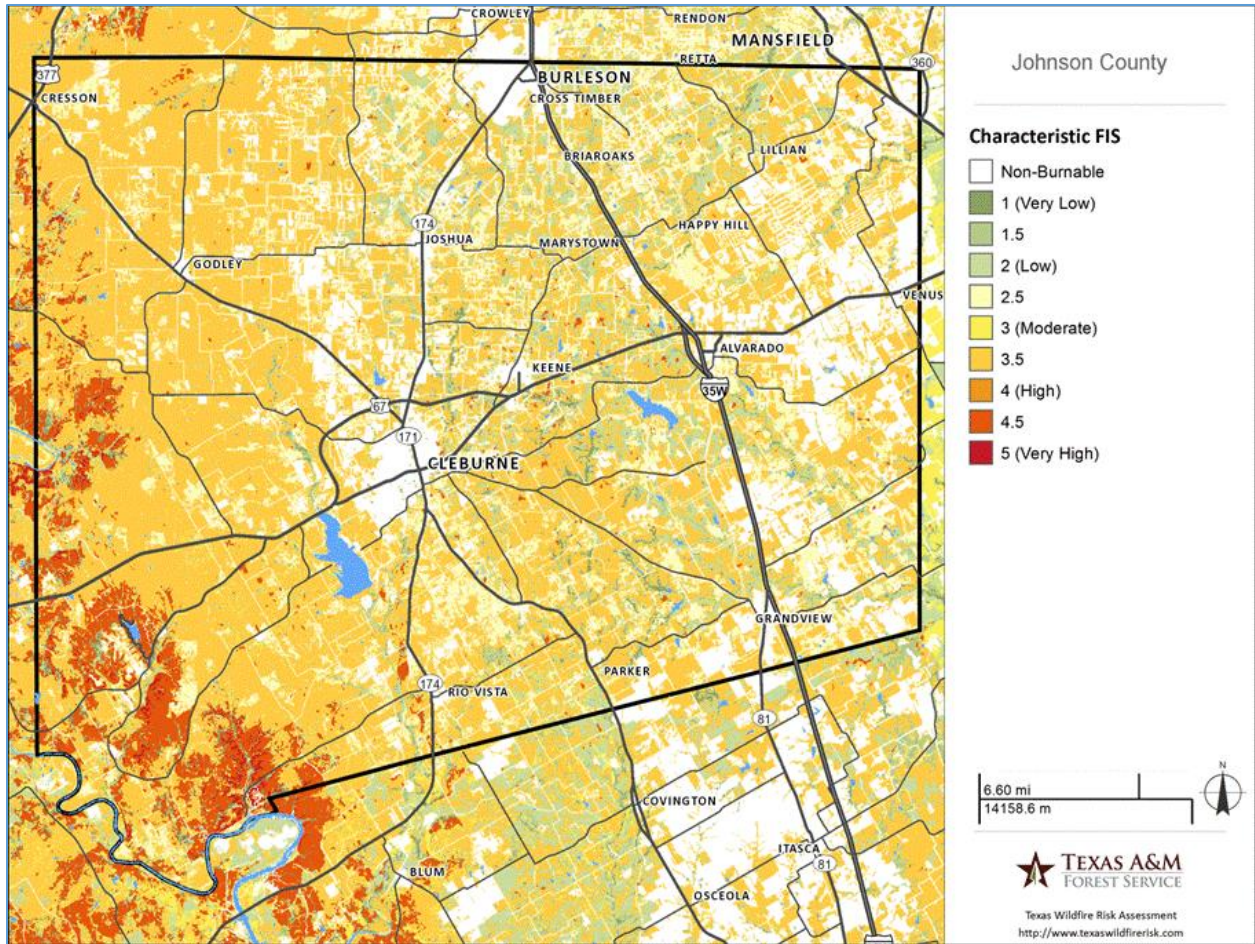 CROWLEY
RENDON
MANSFIELD
RETTA
360
377
BURLESON
CRESSON
CROSS TIMBER
BRIAROAKS
LILLIAN
174
HAPPY HILL
JOSHUA
MARYSTOWN
GODLEY
VENUS
ALVARADO
KEENE
35W
67
171
CLEBURNE
GRANDVIEW
PARKER
174
RIO VISTA
81
COVINGTON
ITASCA
81
BLUM
OSCEOLA
Johnson County
Characteristic FIS
Non-Burnable
1 (Very Low)
1.5
2 (Low)
2.5
3 (Moderate)
3.5
4 (High)
4.5
5 (Very High)
N
6.60 mi
14158.6 m
TEXAS A&M
FOREST SERVICE
Texas Wildfire Risk Assessment
http://www.texaswildfirerisk.com